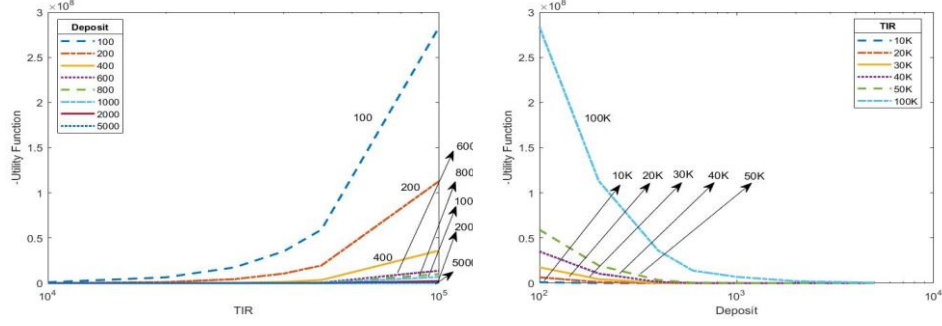 ×10^8
3
2.5
2
1.5
1
0.5
0
-Utility Function
10^4
10^5
TIR
Deposit
100
200
400
600
800
1000
2000
5000
100
200
400
600
800
100
200
5000
×10^8
3
2.5
2
1.5
1
0.5
0
-Utility Function
10^2
10^3
10^4
Deposit
TIR
10K
20K
30K
40K
50K
100K
100K
10K
20K
30K
40K
50K